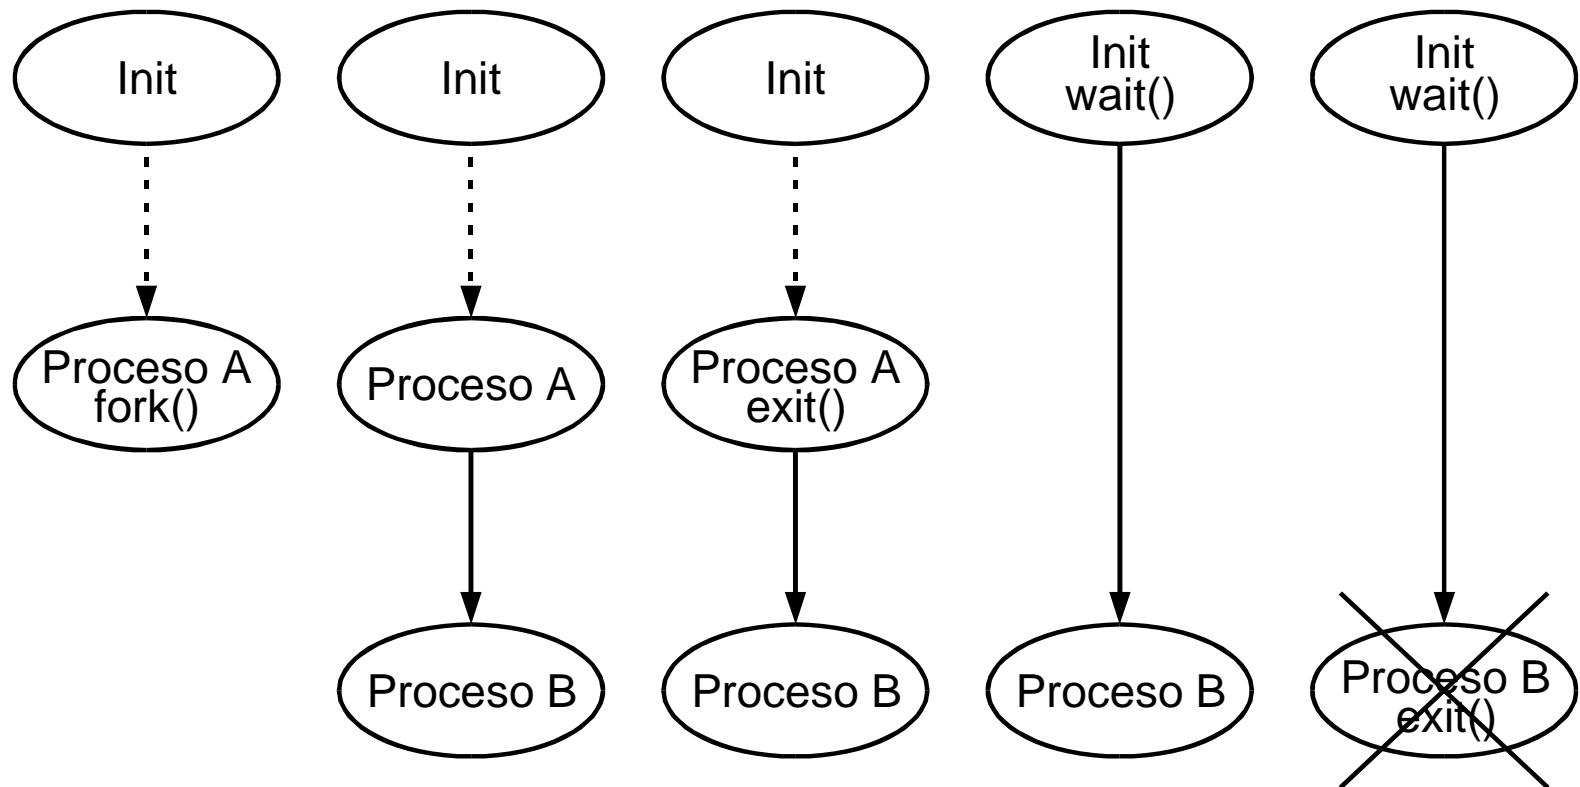 Init
Init
Init
Init
wait()
Init
wait()
Proceso A
fork()
Proceso A
Proceso A
exit()
Proceso B
Proceso B
Proceso B
Proceso B
exit()